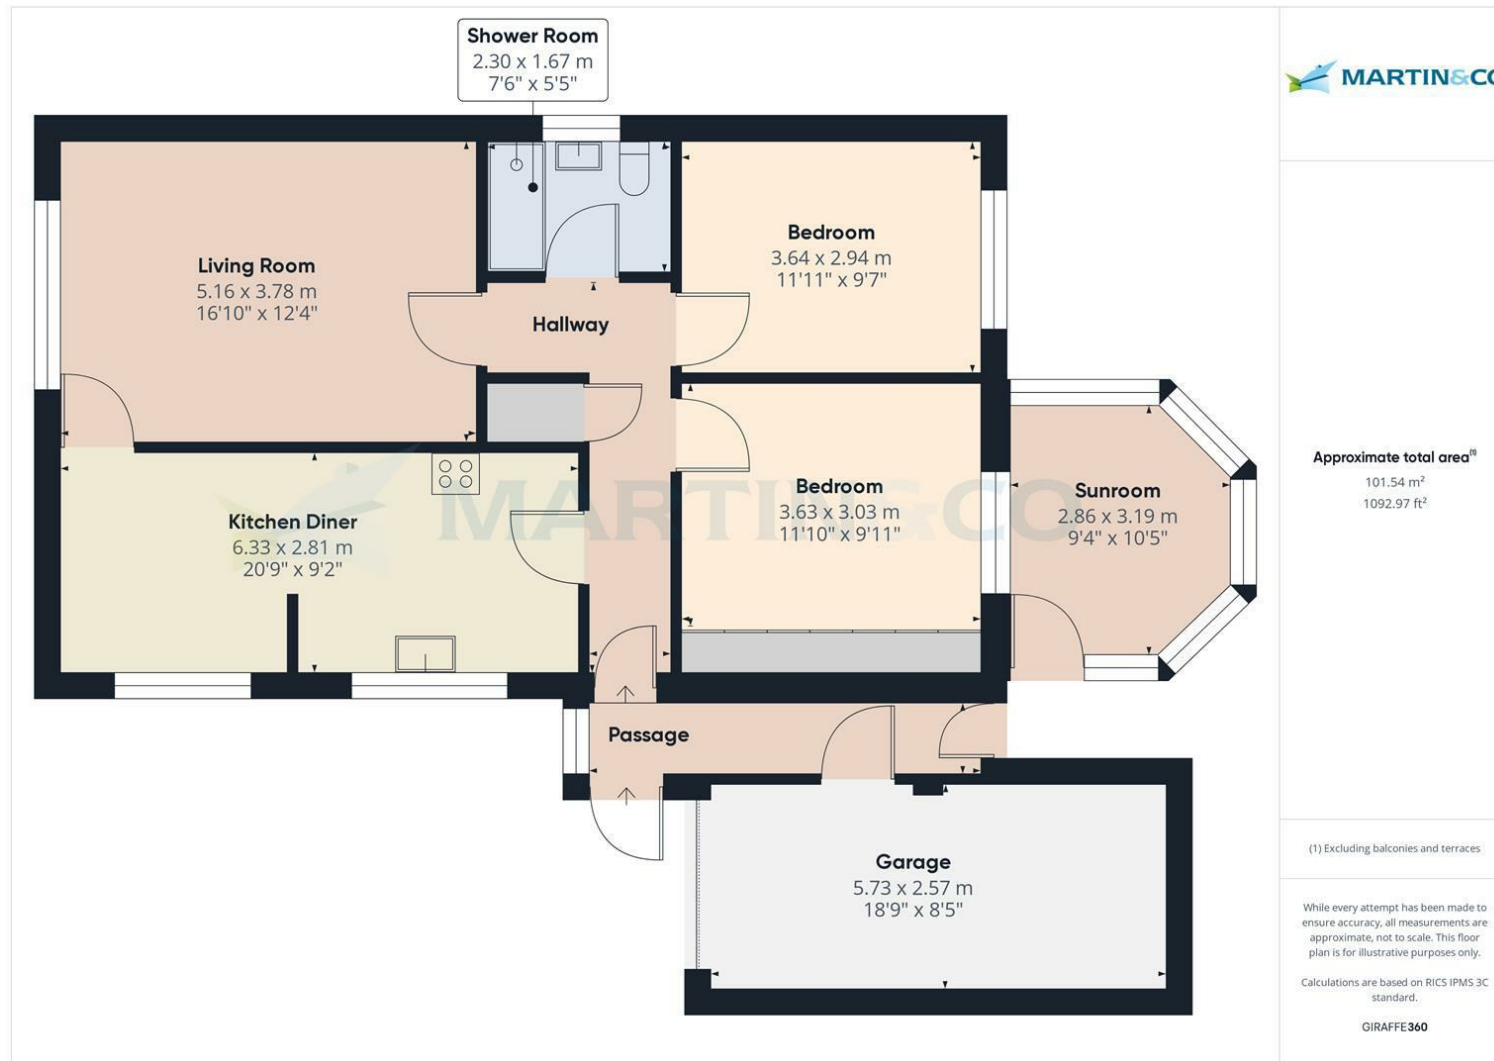 Shower Room
2.30 x 1.67 m
7'6" x 5'5"
MARTIN&CO
Living Room
5.16 x 3.78 m
16'10" x 12'4"
Hallway
Bedroom
3.64 x 2.94 m
11'11" x 9'7"
Kitchen Diner
6.33 x 2.81 m
20'9" x 9'2"
MARTIN&CO
Bedroom
3.63 x 3.03 m
11'10" x 9'11"
Sunroom
2.86 x 3.19 m
9'4" x 10'5"
Passage
Garage
5.73 x 2.57 m
18'9" x 8'5"
Approximate total area(1)
101.54 m²
1092.97 ft²
(1) Excluding balconies and terraces
While every attempt has been made to
ensure accuracy, all measurements are
approximate, not to scale. This floor
plan is for illustrative purposes only.
Calculations are based on RICS IPMS 3C
standard.
GIRAFFE360